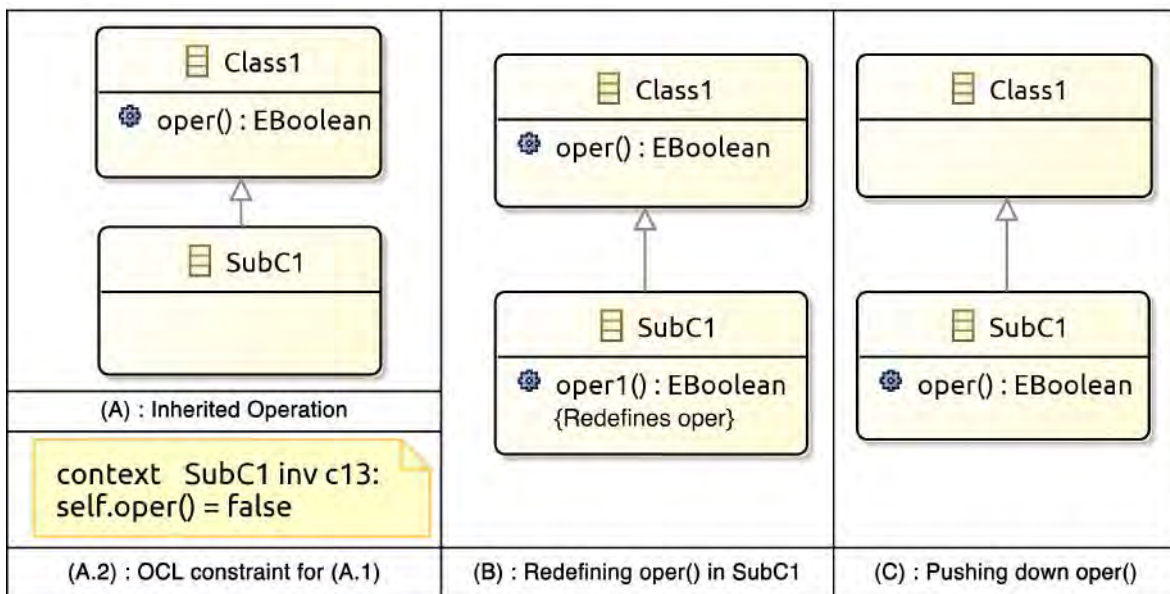 Class1
oper() : EBoolean
SubC1
(A) : Inherited Operation
context   SubC1 inv c13:
self.oper() = false
(A.2) : OCL constraint for (A.1)
Class1
oper() : EBoolean
SubC1
oper1() : EBoolean
{Redefines oper}
(B) : Redefining oper() in SubC1
Class1
SubC1
oper() : EBoolean
(C) : Pushing down oper()